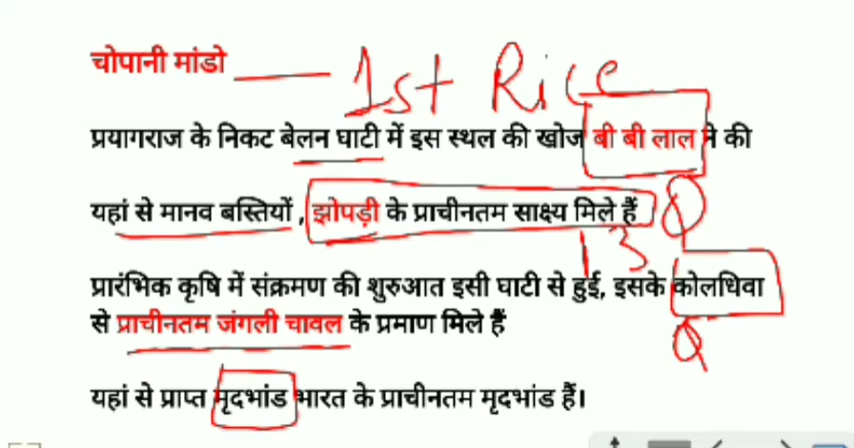 चोपानी मांडो 1st Rice
प्रयागराज के निकट बेलन घाटी में इस स्थल की खोज बी बी लाल ने की
यहां से मानव बस्तियों , झोपड़ी के प्राचीनतम साक्ष्य मिले हैं
13
प्रारंभिक कृषि में संक्रमण की शुरुआत इसी घाटी से हुई, इसके कोलधिवा
से प्राचीनतम जंगली चावल के प्रमाण मिले हैं
यहां से प्राप्त मृदभांड भारत के प्राचीनतम मृदभांड हैं।